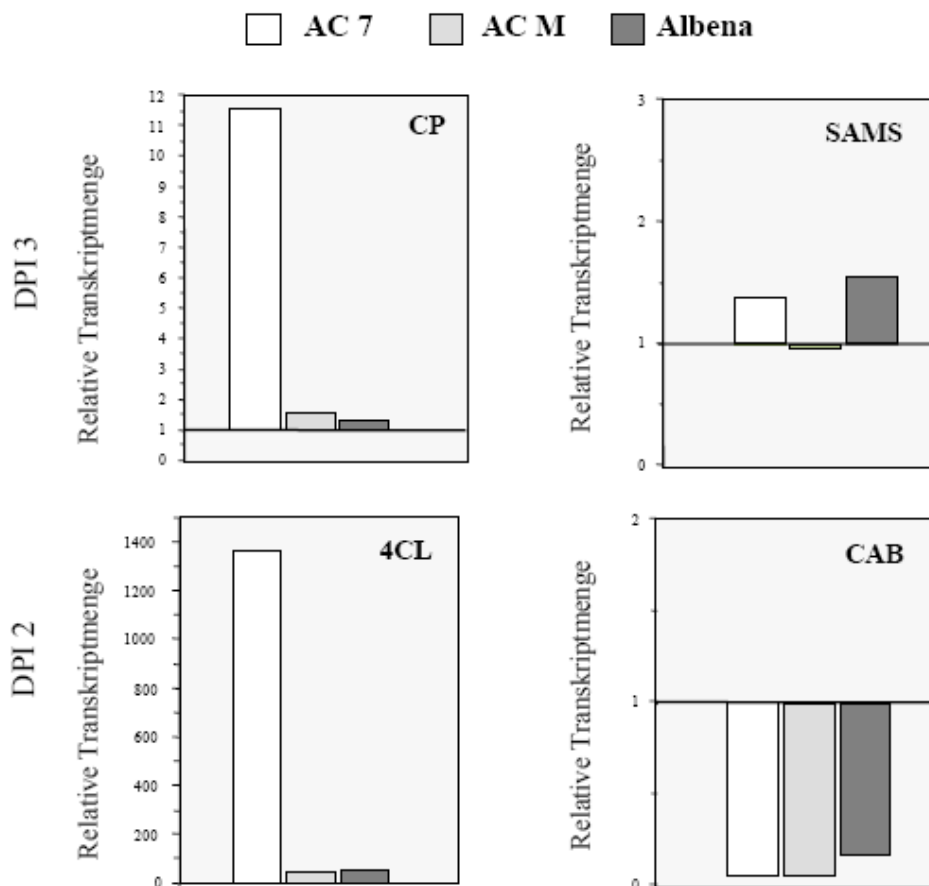 AC 7 AC M Albena
DPI 3
Relative Transkriptmenge
12
11
10
9
8
7
6
5
4
3
2
1
0
CP
Relative Transkriptmenge
3
2
1
0
SAMS
DPI 2
Relative Transkriptmenge
1400
1200
1000
800
600
400
200
0
4CL
Relative Transkriptmenge
2
1
0
CAB